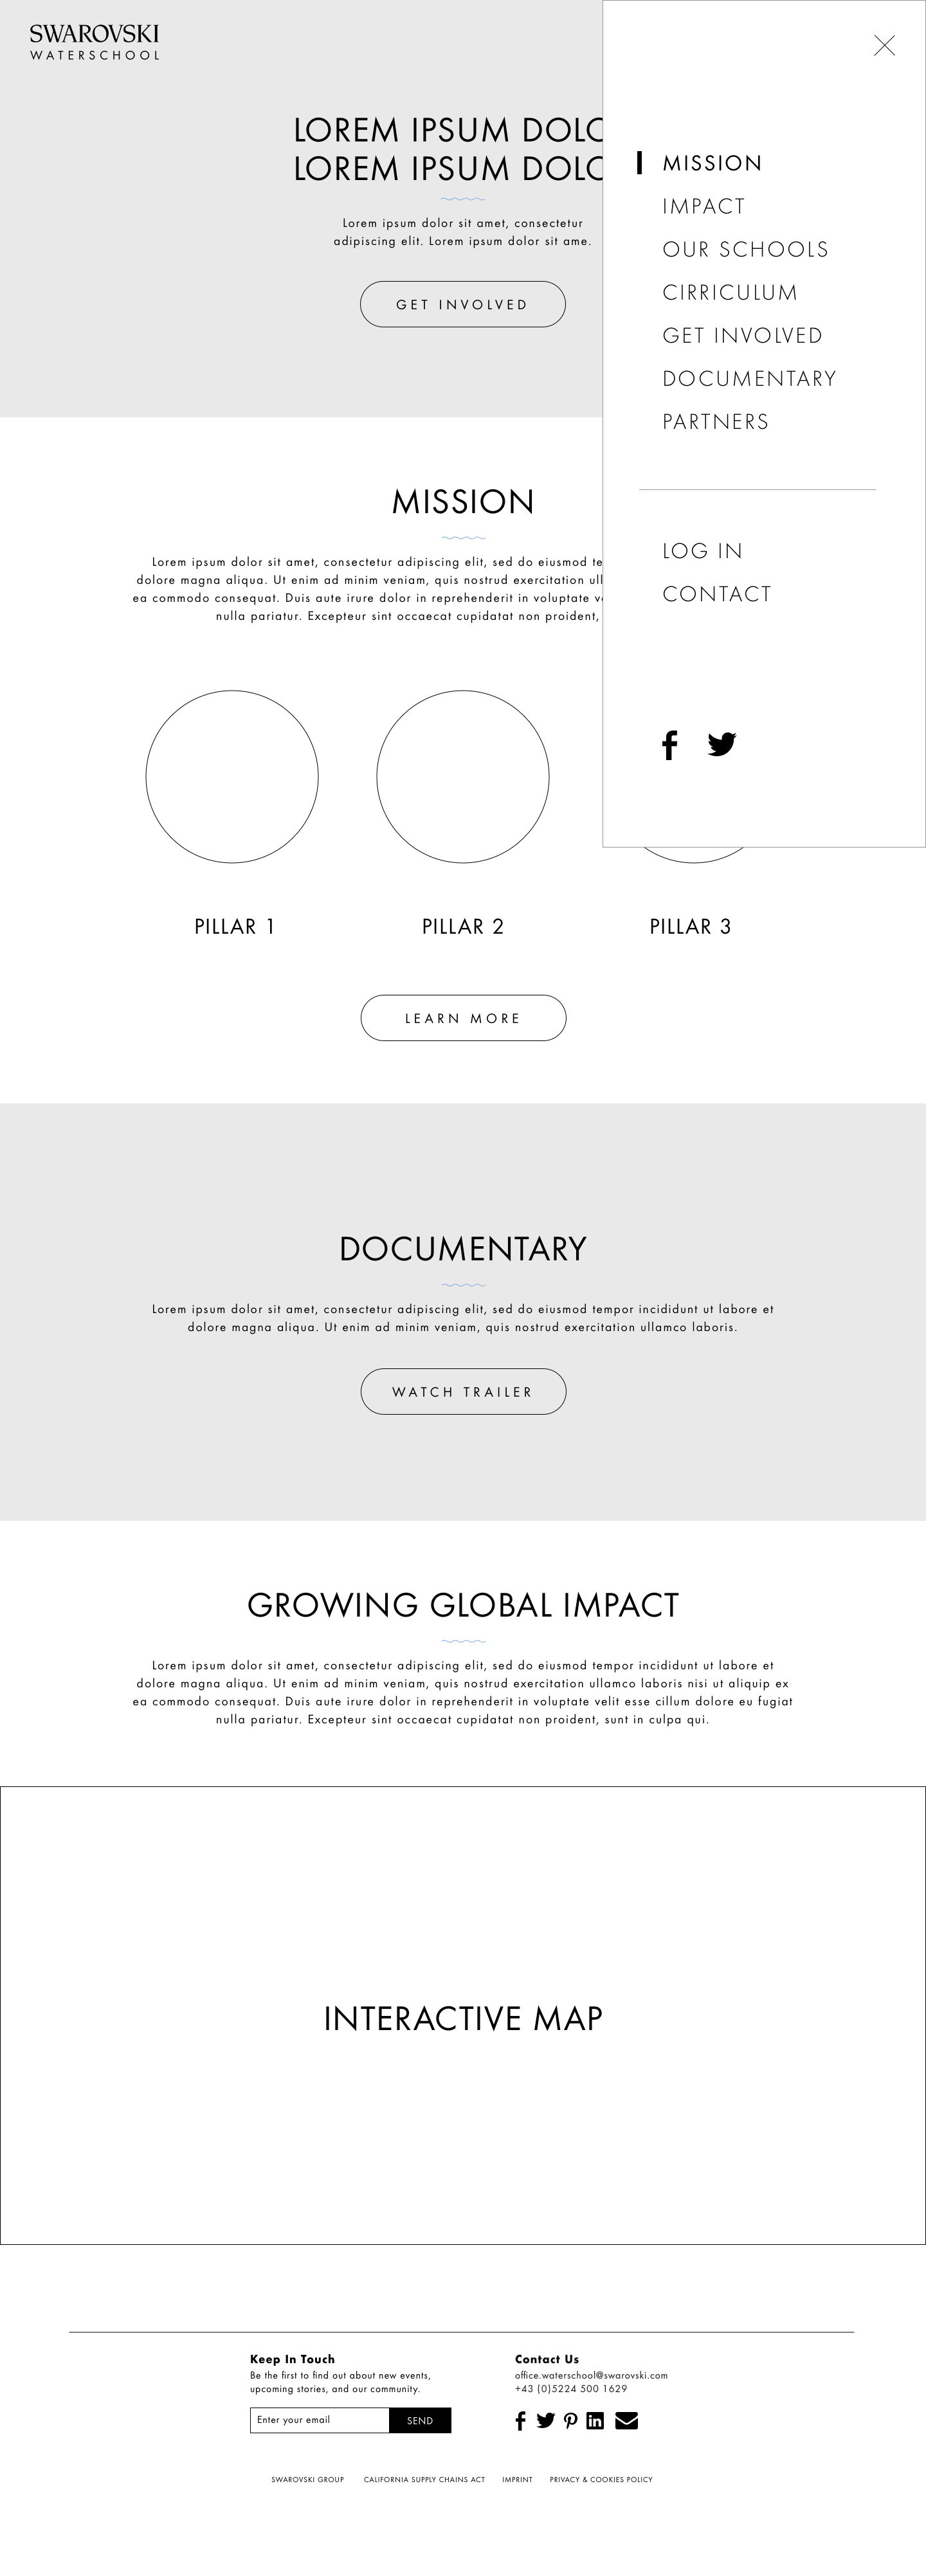 SWAROVSKI
WATERSCHOOL
LOREM IPSUM DOLO
LOREM IPSUM DOLO
Lorem ipsum dolor sit amet, consectetur
adipiscing elit. Lorem ipsum dolor sit ame.
GET INVOLVED
MISSION
IMPACT
OUR SCHOOLS
CIRRICULUM
GET INVOLVED
DOCUMENTARY
PARTNERS
LOG IN
CONTACT
MISSION
Lorem ipsum dolor sit amet, consectetur adipiscing elit, sed do eiusmod te
dolore magna aliqua. Ut enim ad minim veniam, quis nostrud exercitation ull
ea commodo consequat. Duis aute irure dolor in reprehenderit in voluptate v
nulla pariatur. Excepteur sint occaecat cupidatat non proident,
PILLAR 1
PILLAR 2
PILLAR 3
LEARN MORE
DOCUMENTARY
Lorem ipsum dolor sit amet, consectetur adipiscing elit, sed do eiusmod tempor incididunt ut labore et
dolore magna aliqua. Ut enim ad minim veniam, quis nostrud exercitation ullamco laboris.
WATCH TRAILER
GROWING GLOBAL IMPACT
Lorem ipsum dolor sit amet, consectetur adipiscing elit, sed do eiusmod tempor incididunt ut labore et
dolore magna aliqua. Ut enim ad minim veniam, quis nostrud exercitation ullamco laboris nisi ut aliquip ex
ea commodo consequat. Duis aute irure dolor in reprehenderit in voluptate velit esse cillum dolore eu fugiat
nulla pariatur. Excepteur sint occaecat cupidatat non proident, sunt in culpa qui.
INTERACTIVE MAP
Keep In Touch
Be the first to find out about new events,
upcoming stories, and our community.
Enter your email
SEND
Contact Us
office.waterschool@swarovski.com
+43 (0)5224 500 1629
SWAROVSKI GROUP
CALIFORNIA SUPPLY CHAINS ACT
IMPRINT
PRIVACY & COOKIES POLICY